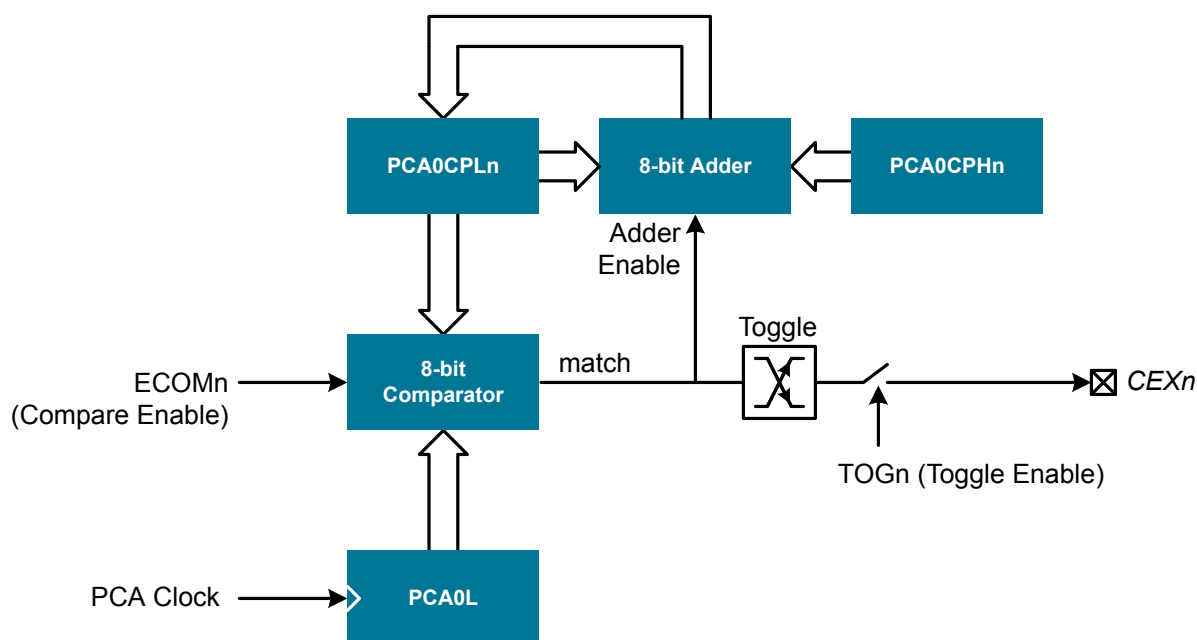 PCA0CPLn
8-bit Adder
PCA0CPHn
Adder
Enable
Toggle
8-bit
Comparator
match
ECOMn
(Compare Enable)
CEXn
TOGn (Toggle Enable)
PCA Clock
PCA0L